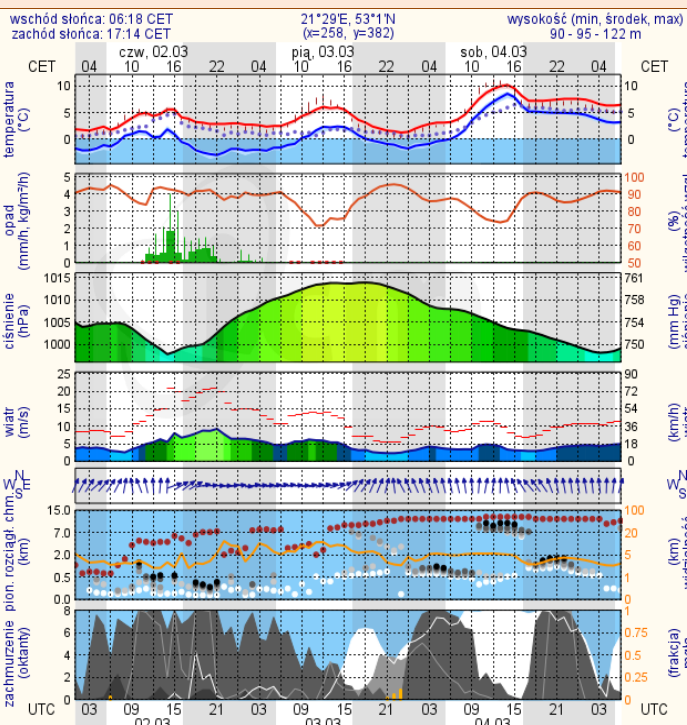 wschód słońca: 06:18 CET 21°29'E, 53°1'N wysokość (min, środek, max)
zachód słońca: 17:14 CET (x=258, y=382) 90 - 95 - 122 m
czw, 02.03 pią, 03.03 sob, 04.03
CET 04 10 16 22 04 10 16 22 04 10 16 22 04 CET
temperatura
(°C)
10
5
0
10
5
0
(°C)
opad
(mm/h, kg/m²/h)
5
4
3
2
1
0
100
90
80
70
60
50
(%)
ciśnienie
(hPa)
1015
1010
1005
1000
761
758
754
750
(mm Hg)
wiatr
(m/s)
25
20
15
10
5
0
90
72
54
36
18
0
(km/h)
N
W E
S
N
W
S
pion. rozciągł. chm.
(km)
15.0
7.0
2.0
0.5
0.0
100
20
5
1
0
(km)
zachmurzenie
(oktanty)
8
6
4
2
0
1
0.75
0.5
0.25
0
(frakcja)
UTC 03 09 15 21 03 09 15 21 03 09 15 21 03 UTC
02.03 03.03 04.03